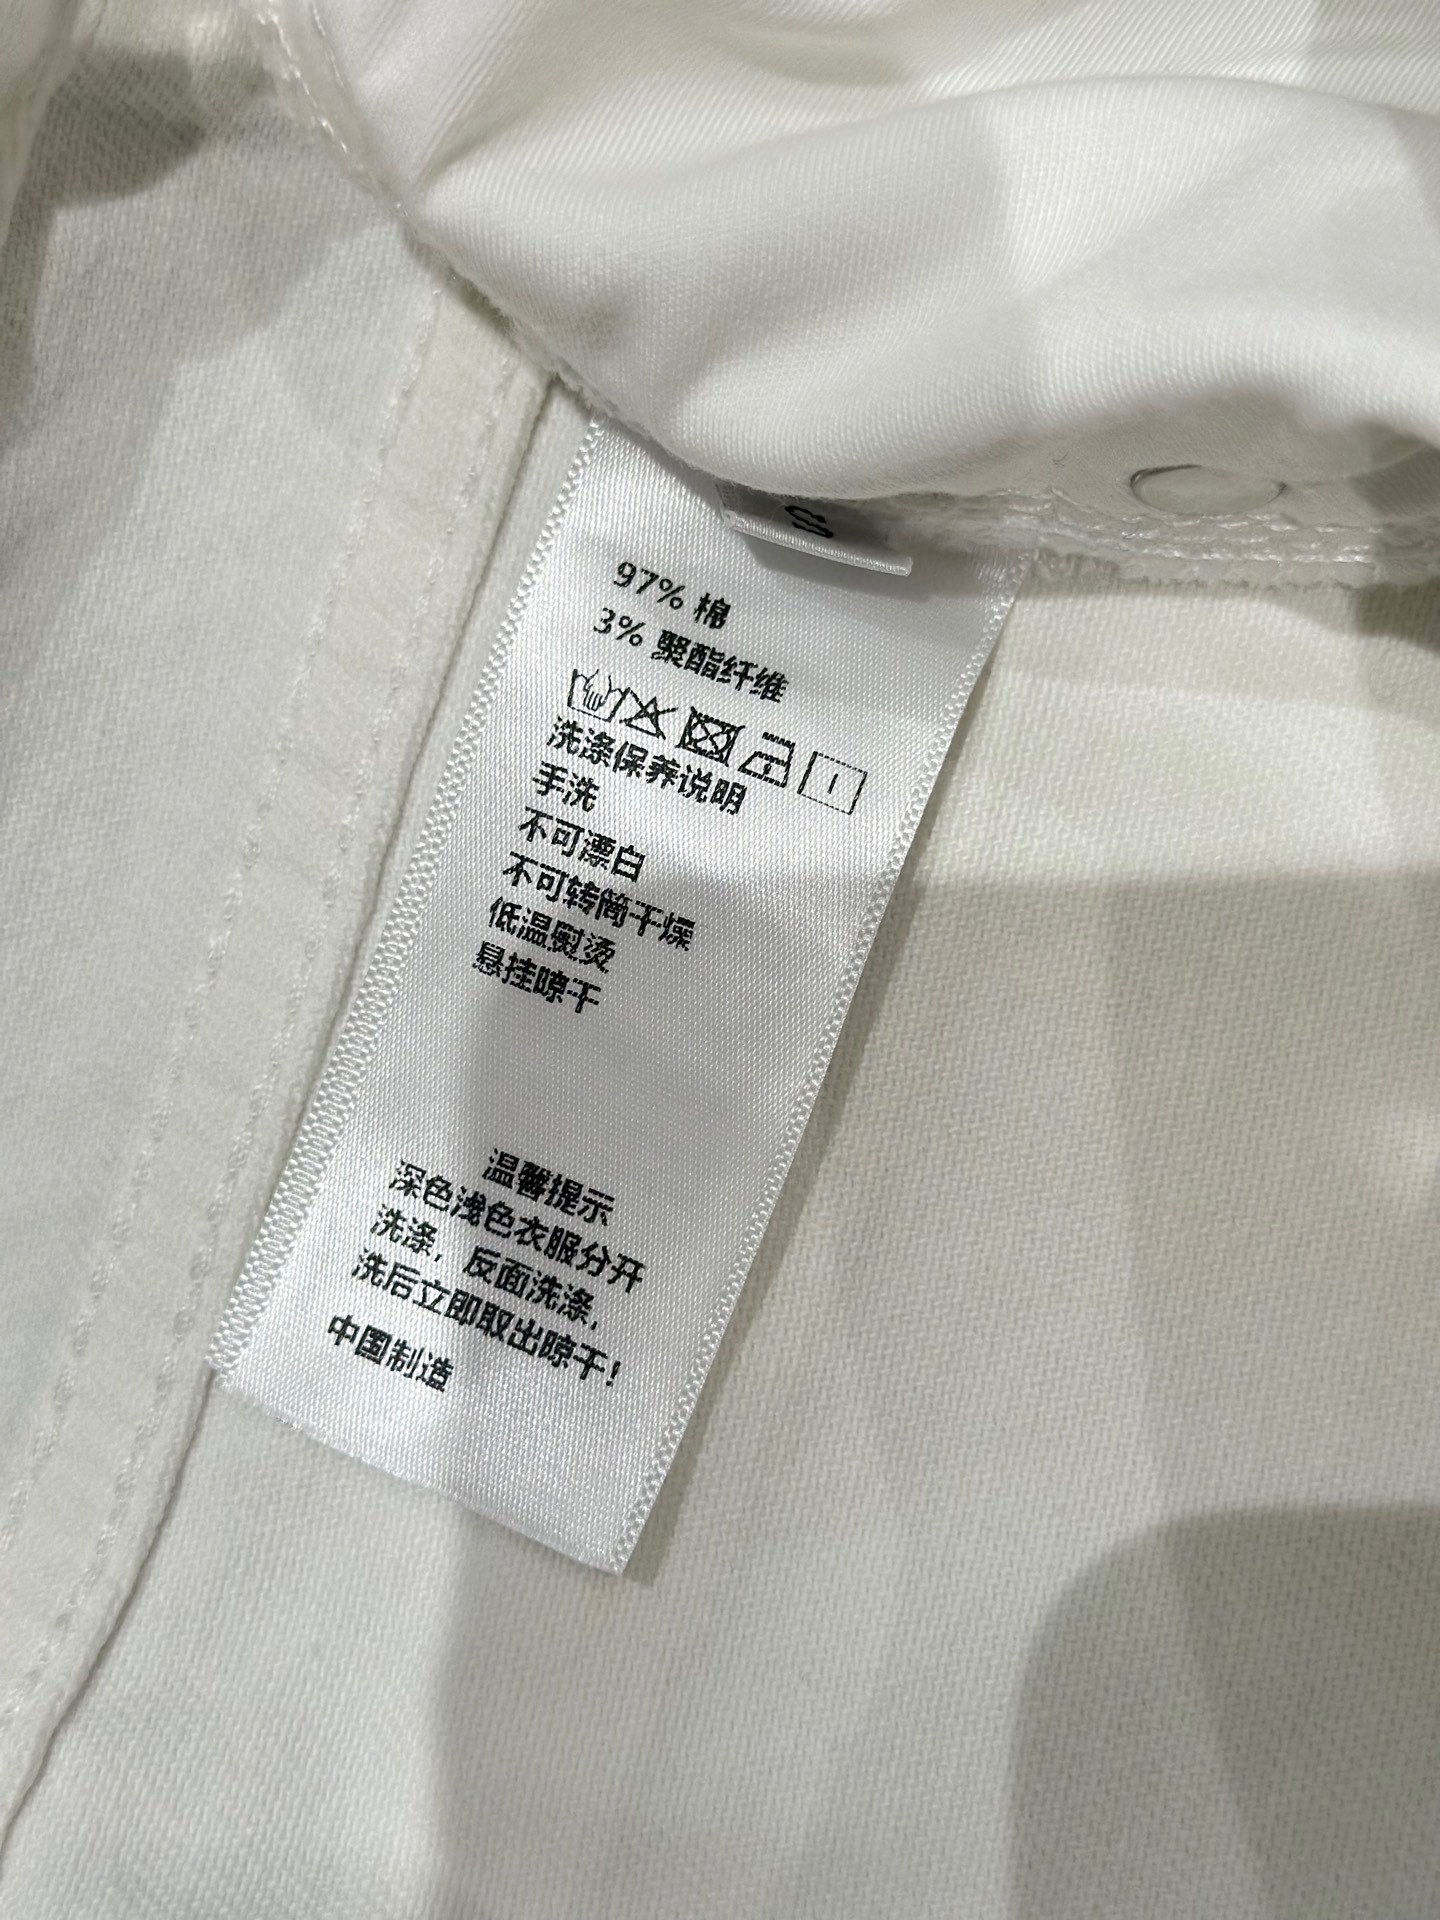 S
97% 棉
3% 聚酯纤维
洗涤保养说明
手洗
不可漂白
不可转筒干燥
低温熨烫
悬挂晾干
温馨提示
深色浅色衣服分开
洗涤，反面洗涤，
洗后立即取出晾干！
中国制造